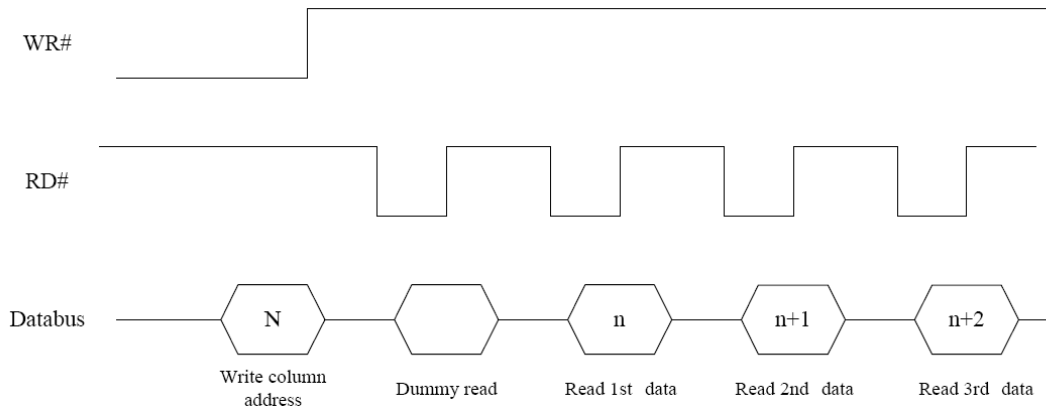 WR#
RD#
Databus
N
n
n+1
n+2
Write column
address
Dummy read
Read 1st data
Read 2nd data
Read 3rd data